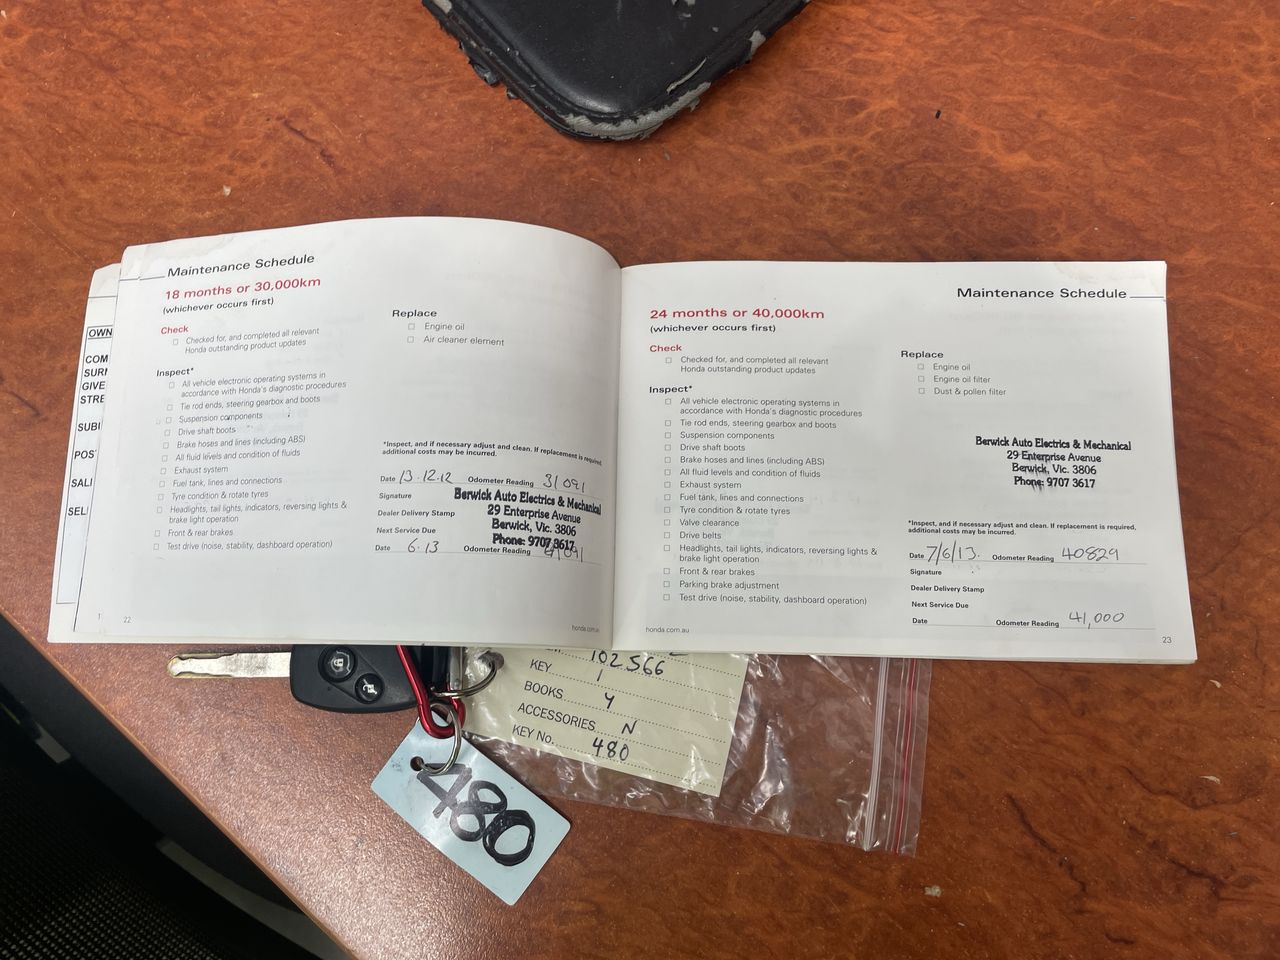 OWN
COM
SURN
GIVE
STRE
SUBU
POS
SALI
SELL
Maintenance Schedule
18 months or 30,000km
(whichever occurs first)
Check
Checked for, and completed all relevant
Honda outstanding product updates
Inspect*
All vehicle electronic operating systems in
accordance with Honda's diagnostic procedures
Tie rod ends, steering gearbox and boots
Suspension components
Drive shaft boots
Brake hoses and lines (including ABS)
All fluid levels and condition of fluids
Exhaust system
Fuel tank, lines and connections
Tyre condition & rotate tyres
Headlights, tail lights, indicators, reversing lights &
brake light operation
Front & rear brakes
Test drive (noise, stability, dashboard operation)
22
Replace
Engine oil
Air cleaner element
*Inspect, and if necessary adjust and clean. If replacement is required,
additional costs may be incurred.
Date 13.12.12 Odometer Reading 31091
Signature
Dealer Delivery Stamp
Berwick Auto Electrics & Mechanical
29 Enterprise Avenue
Berwick, Vic. 3806
Phone: 9707 3617
Next Service Due
Date 6.13 Odometer Reading 41091
honda.com.au
Maintenance Schedule
24 months or 40,000km
(whichever occurs first)
Check
Checked for, and completed all relevant
Honda outstanding product updates
Inspect*
All vehicle electronic operating systems in
accordance with Honda's diagnostic procedures
Tie rod ends, steering gearbox and boots
Suspension components
Drive shaft boots
Brake hoses and lines (including ABS)
All fluid levels and condition of fluids
Exhaust system
Fuel tank, lines and connections
Tyre condition & rotate tyres
Valve clearance
Drive belts
Headlights, tail lights, indicators, reversing lights &
brake light operation
Front & rear brakes
Parking brake adjustment
Test drive (noise, stability, dashboard operation)
honda.com.au
Replace
Engine oil
Engine oil filter
Dust & pollen filter
Berwick Auto Electrics & Mechanical
29 Enterprise Avenue
Berwick, Vic. 3806
Phone: 9707 3617
*Inspect, and if necessary adjust and clean. If replacement is required,
additional costs may be incurred.
Date 7/6/13. Odometer Reading 40829
Signature
Dealer Delivery Stamp
Next Service Due
Date Odometer Reading 41,000
23
102566
KEY 1
BOOKS Y
ACCESSORIES N
KEY No. 480
480